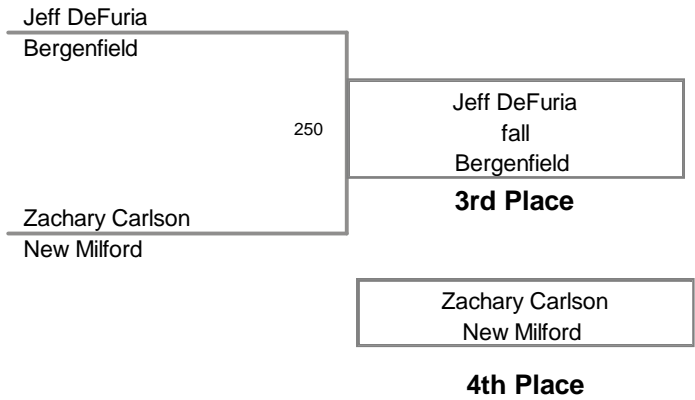 Jeff DeFuria
Bergenfield
250
Jeff DeFuria
fall
Bergenfield
3rd Place
Zachary Carlson
New Milford
Zachary Carlson
New Milford
4th Place